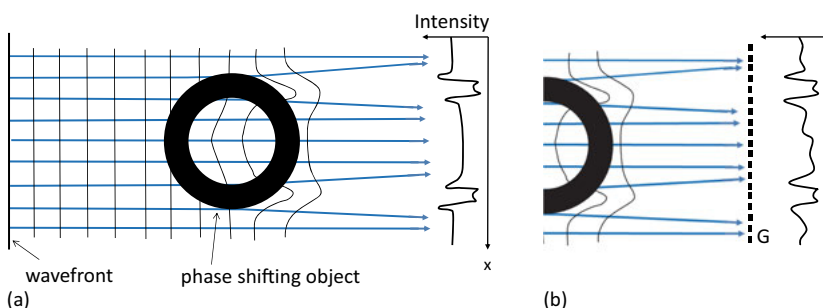 Intensity
x
wavefront
phase shifting object
(a)
G
(b)